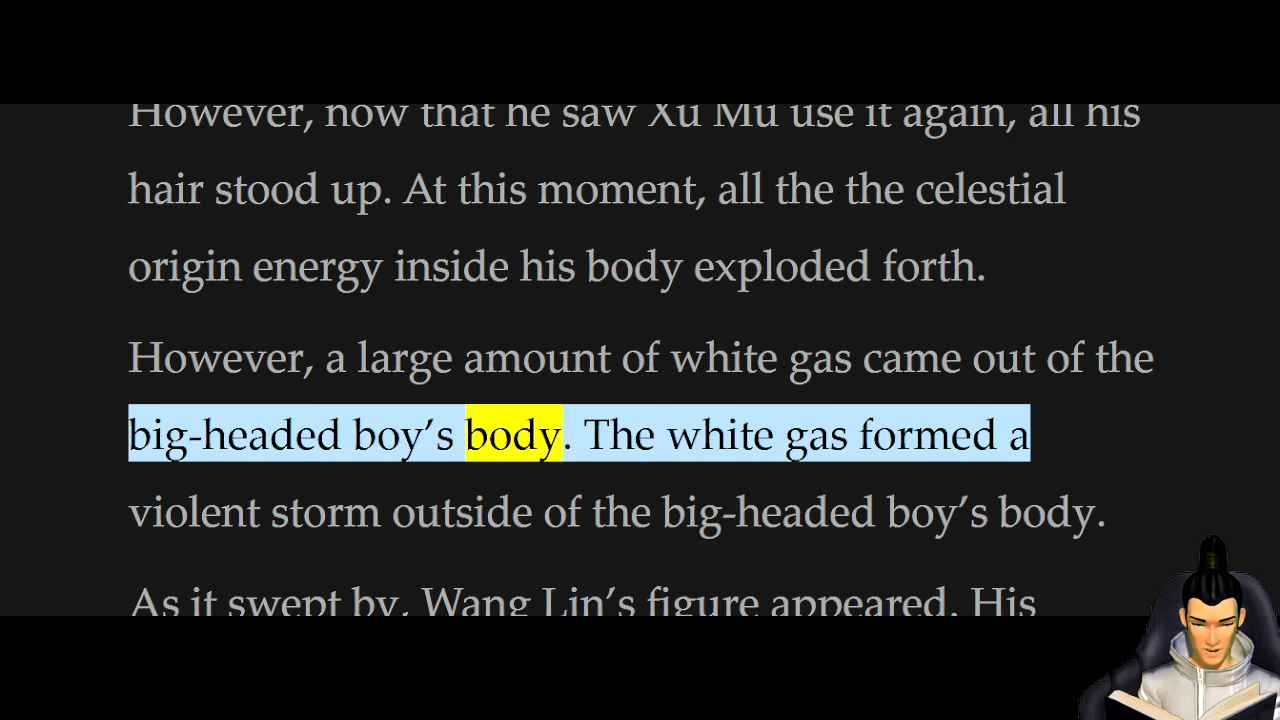 However, now that he saw Xu Mu use it again, all his
hair stood up. At this moment, all the the celestial
origin energy inside his body exploded forth.
However, a large amount of white gas came out of the
big-headed boy’s body. The white gas formed a
violent storm outside of the big-headed boy’s body.
As it swept by, Wang Lin’s figure appeared. His